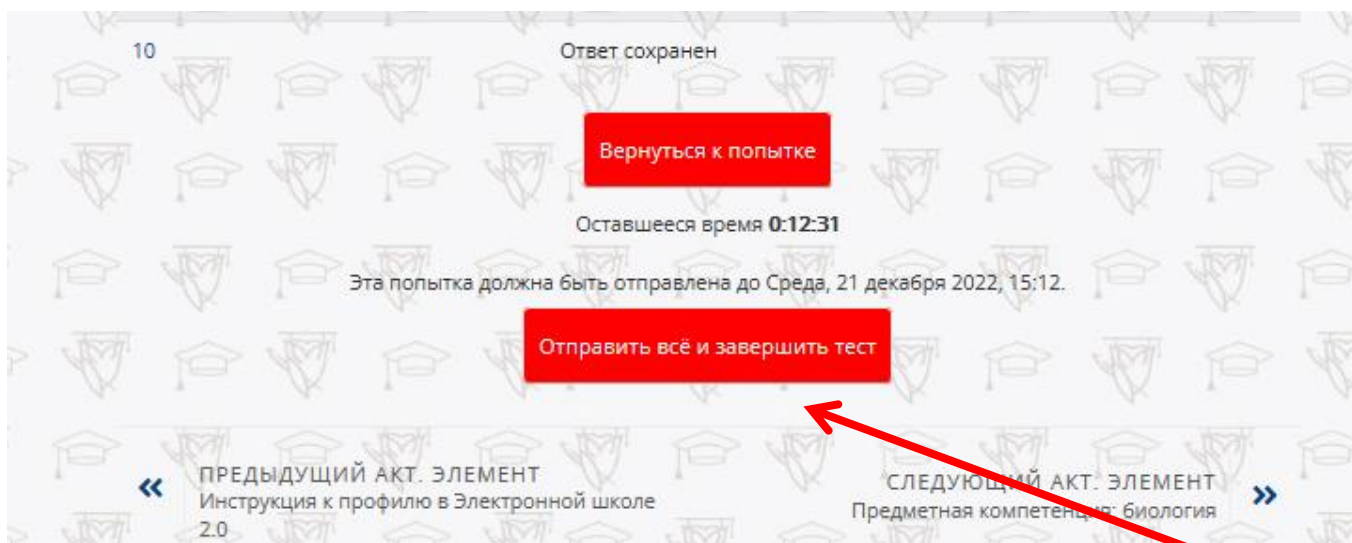 10 Ответ сохранен
Вернуться к попытке
Оставшееся время 0:12:31
Эта попытка должна быть отправлена до Среда, 21 декабря 2022, 15:12.
Отправить всё и завершить тест
« ПРЕДЫДУЩИЙ АКТ. ЭЛЕМЕНТ
Инструкция к профилю в Электронной школе
2.0
СЛЕДУЮЩИЙ АКТ. ЭЛЕМЕНТ »
Предметная компетенция: биология